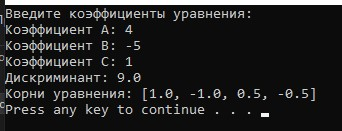 Введите коэффициенты уравнения:
Коэффициент A: 4
Коэффициент B: -5
Коэффициент C: 1
Дискриминант: 9.0
Корни уравнения: [1.0, -1.0, 0.5, -0.5]
Press any key to continue . . .